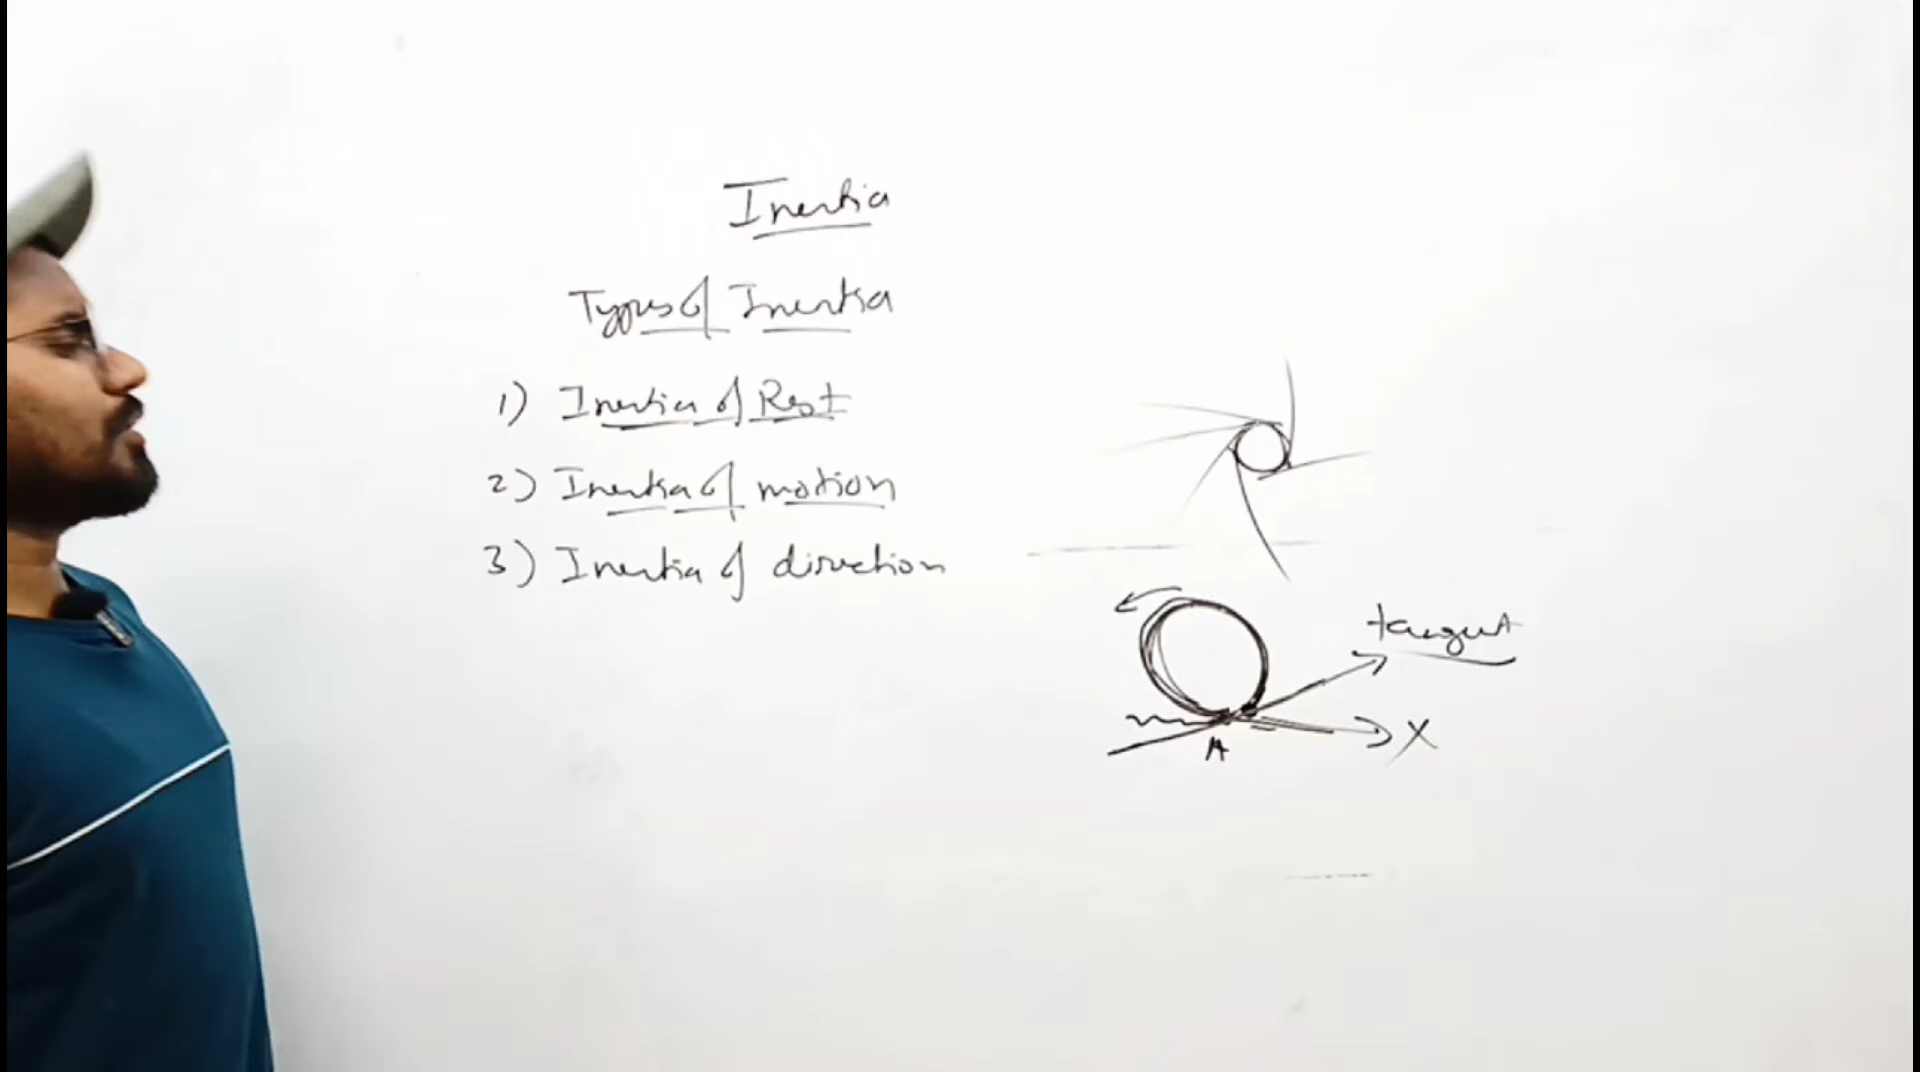 Inertia
Types of Inertia
1) Inertia of Rest
2) Inertia of motion
3) Inertia of direction
tangent
X
A